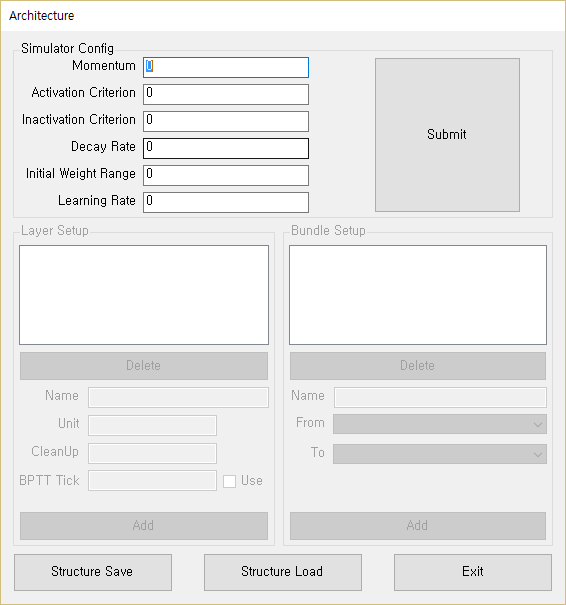 Architecture
Simulator Config
Momentum 0
Activation Criterion 0
Inactivation Criterion 0
Decay Rate 0
Initial Weight Range 0
Learning Rate 0
Submit
Layer Setup
Delete
Name
Unit
CleanUp
BPTT Tick Use
Add
Bundle Setup
Delete
Name
From
To
Add
Structure Save
Structure Load
Exit